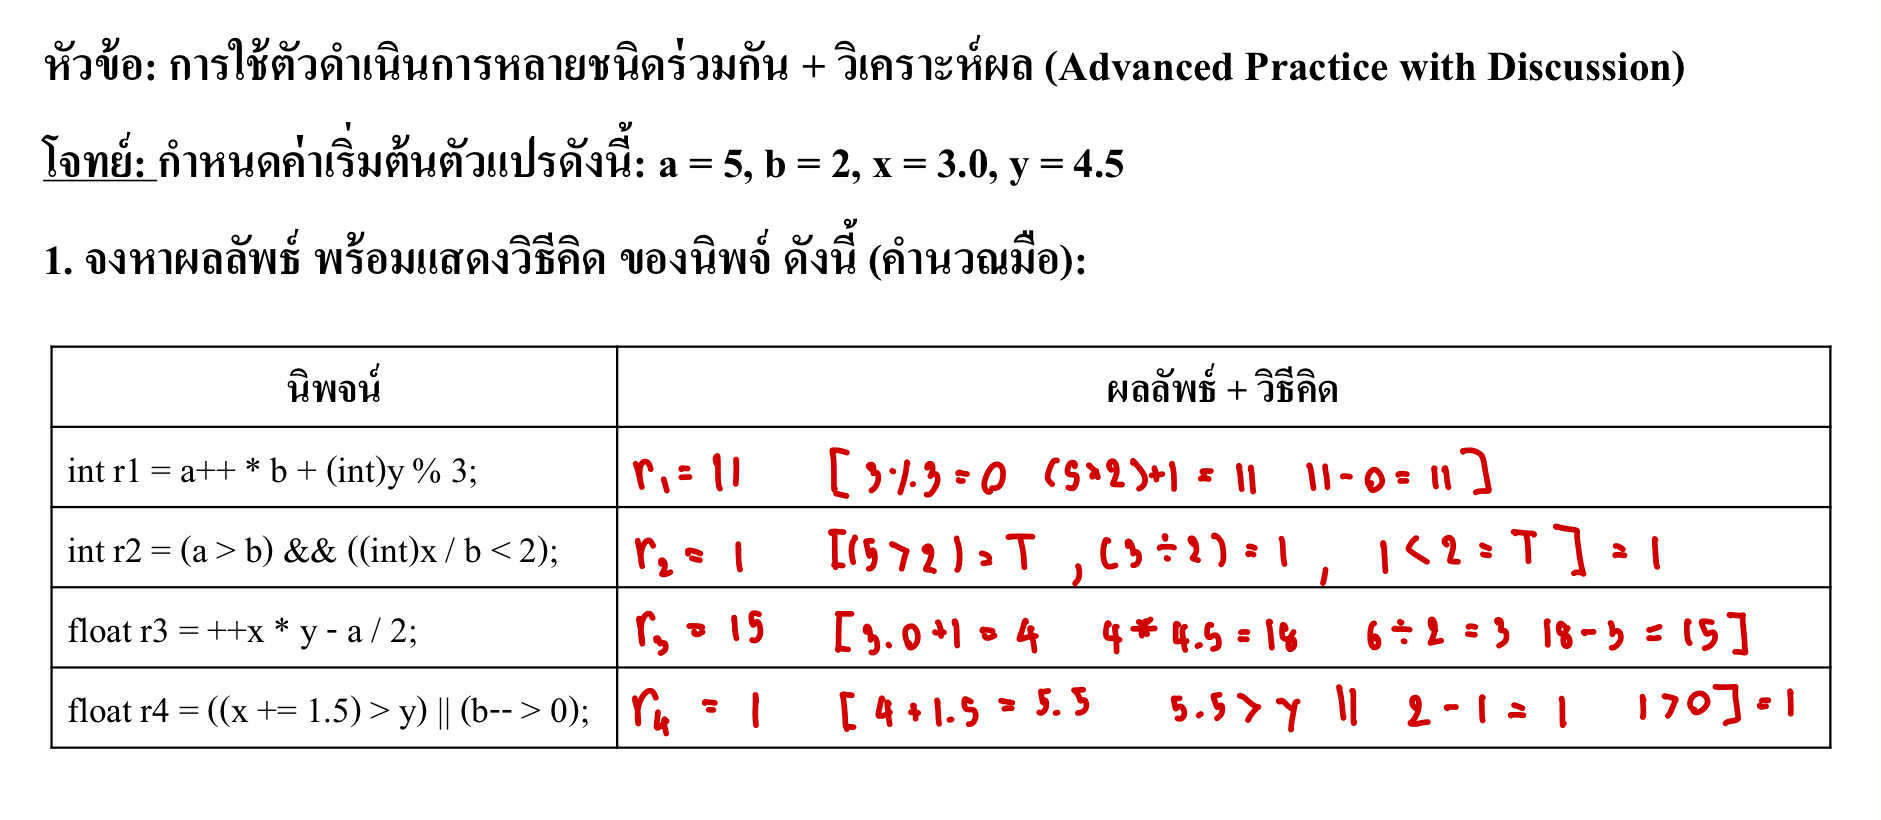 หัวข้อ: การใช้ตัวดำเนินการหลายชนิดร่วมกัน + วิเคราะห์ผล (Advanced Practice with Discussion)
โจทย์: กำหนดค่าเริ่มต้นตัวแปรดังนี้: a = 5, b = 2, x = 3.0, y = 4.5
1. จงหาผลลัพธ์ พร้อมแสดงวิธีคิด ของนิพจ์ ดังนี้ (คำนวณมือ):
นิพจน์ ผลลัพธ์ + วิธีคิด
int r1 = a++ * b + (int)y % 3; r₁ = 11 [3%3=0 (5×2)+1 = 11 11-0 = 11]
int r2 = (a > b) && ((int)x / b < 2); r₂ = 1 [(5>2) = T , (3÷2) = 1 , 1<2 = T] = 1
float r3 = ++x * y - a / 2; r₃ = 15 [3.0+1 = 4 4*4.5 = 18 6÷2 = 3 18-3 = 15]
float r4 = ((x += 1.5) > y) || (b-- > 0); r₄ = 1 [4+1.5 = 5.5 5.5>y || 2-1 = 1 1>0] = 1